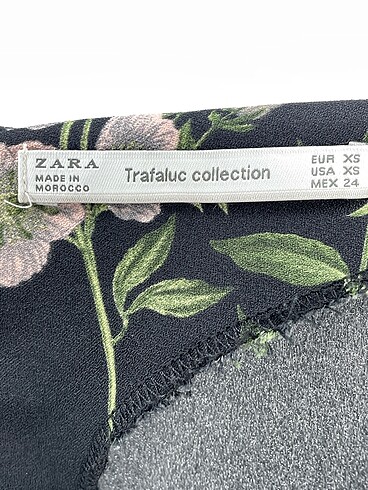 ZARA
MADE IN
MOROCCO
Trafaluc collection
EUR XS
USA XS
MEX 24